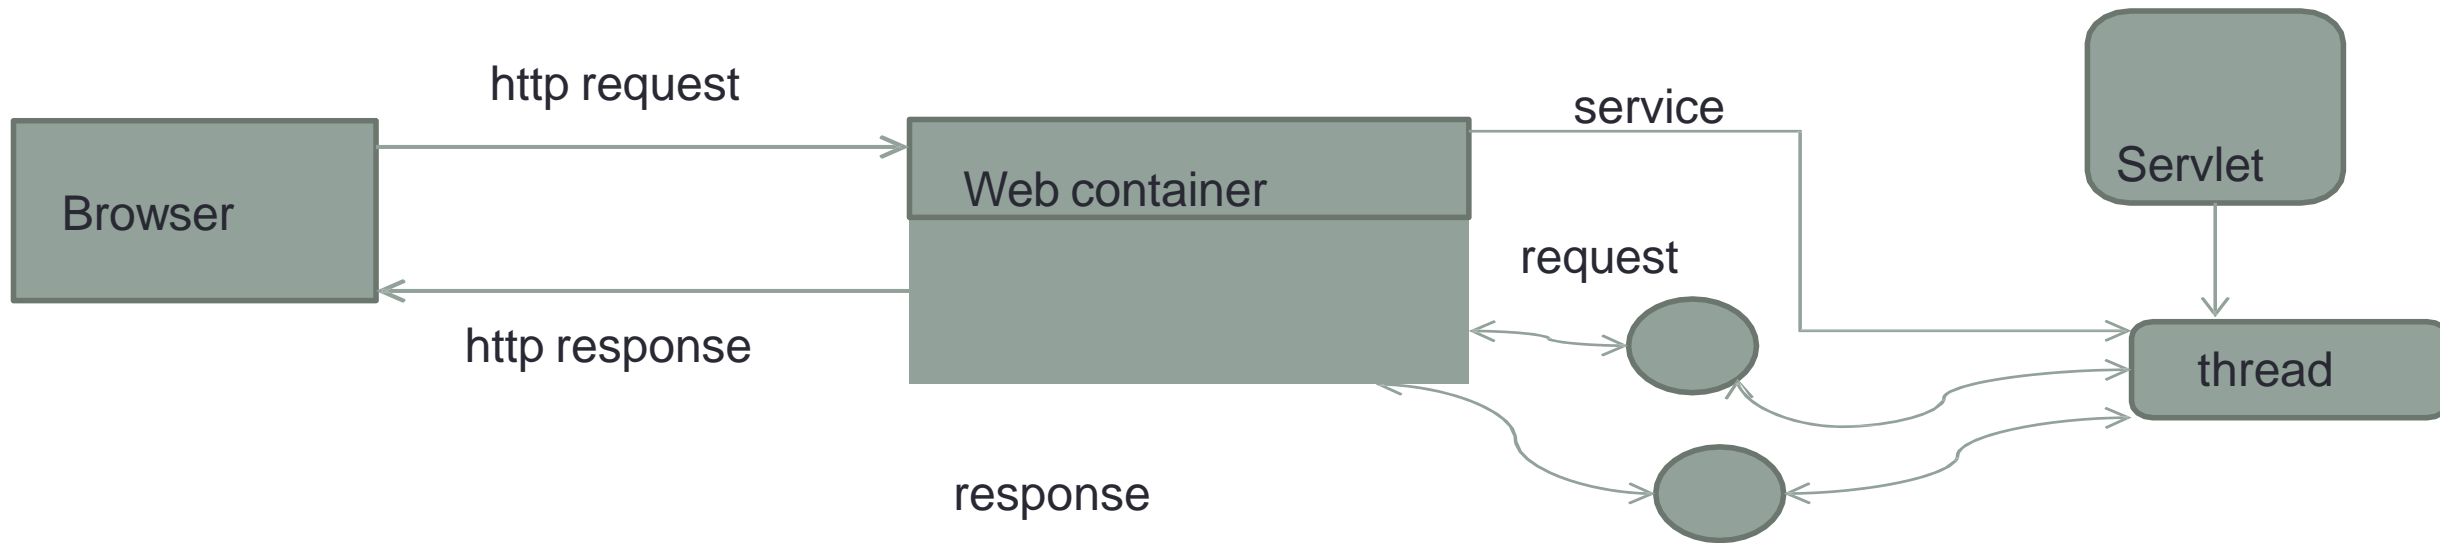 http request
service
Servlet
Browser
Web container
request
http response
thread
response